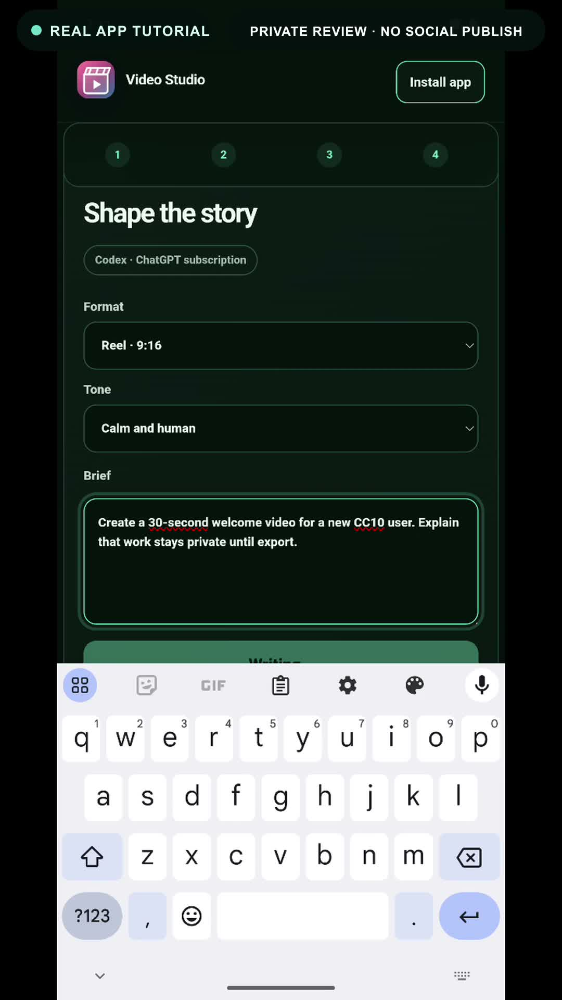 REAL APP TUTORIAL
PRIVATE REVIEW · NO SOCIAL PUBLISH
Video Studio
Install app
1 2 3 4
Shape the story
Codex · ChatGPT subscription
Format
Reel · 9:16
Tone
Calm and human
Brief
Create a 30-second welcome video for a new CC10 user. Explain
that work stays private until export.
GIF
1 2 3 4 5 6 7 8 9 0
q w e r t y u i o p
a s d f g h j k l
z x c v b n m
?123 , .